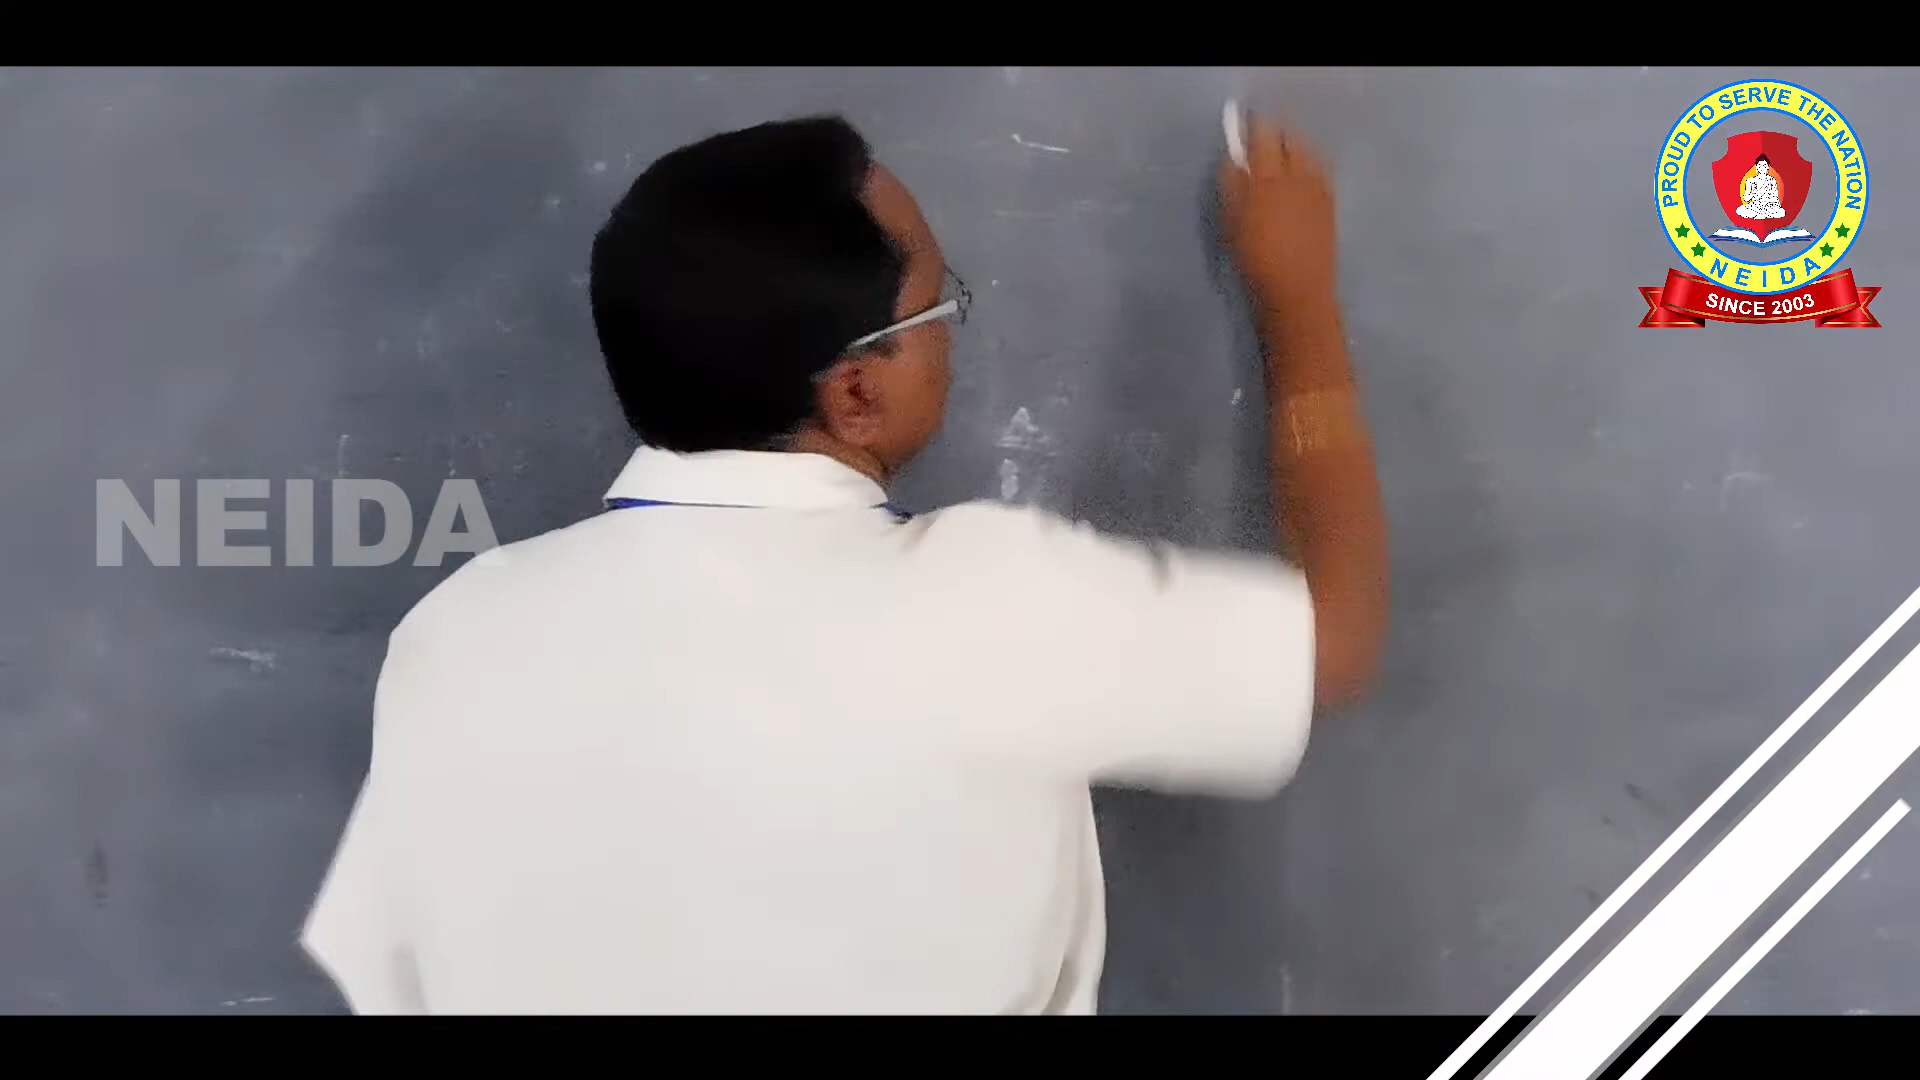 PROUD TO SERVE THE NATION
NEIDA
SINCE 2003
NEIDA